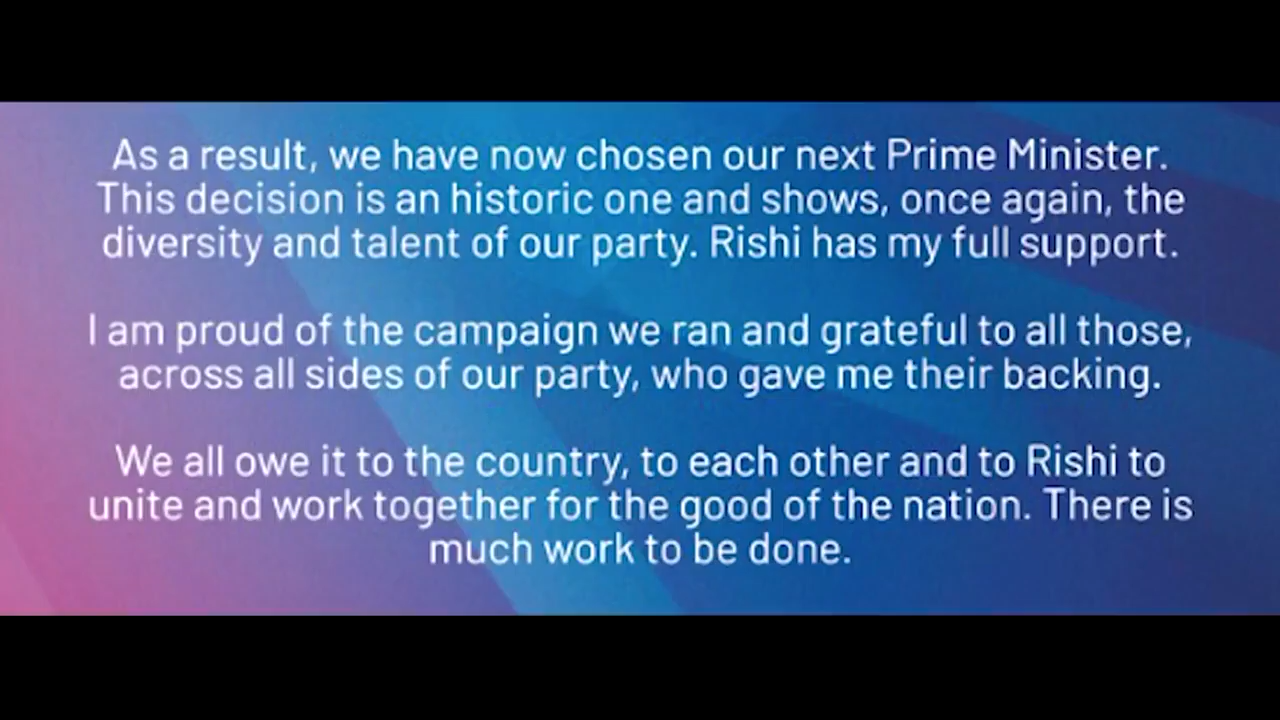 As a result, we have now chosen our next Prime Minister.
This decision is an historic one and shows, once again, the
diversity and talent of our party. Rishi has my full support.
I am proud of the campaign we ran and grateful to all those,
across all sides of our party, who gave me their backing.
We all owe it to the country, to each other and to Rishi to
unite and work together for the good of the nation. There is
much work to be done.